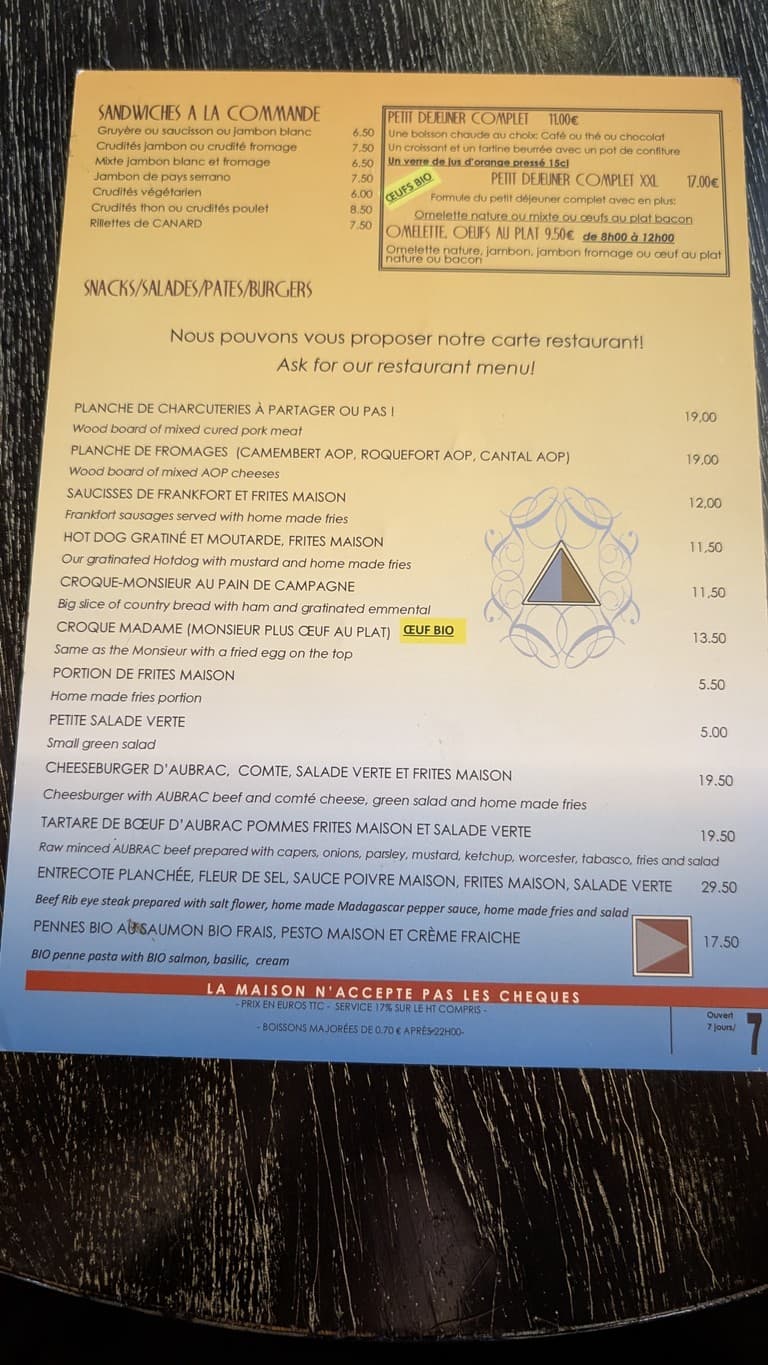 SANDWICHES A LA COMMANDE
Gruyère ou saucisson ou jambon blanc 6.50
Crudités jambon ou crudité fromage 7.50
Mixte jambon blanc et fromage 6.50
Jambon de pays serrano 7.50
Crudités végétarien 6.00
Crudités thon ou crudités poulet 8.50
Rillettes de CANARD 7.50
PETIT DEJEUNER COMPLET 11.00€
Une boisson chaude au choix: Café ou thé ou chocolat
Un croissant et un tartine beurrée avec un pot de confiture
Un verre de jus d'orange pressé 15cl
ŒUFS BIO
PETIT DEJEUNER COMPLET XXL 17.00€
Formule du petit déjeuner complet avec en plus:
Omelette nature ou mixte ou œufs au plat bacon
OMELETTE, OEUFS AU PLAT 9.50€ de 8h00 à 12h00
Omelette nature, jambon, jambon fromage ou œuf au plat
nature ou bacon
SNACKS/SALADES/PATES/BURGERS
Nous pouvons vous proposer notre carte restaurant!
Ask for our restaurant menu!
PLANCHE DE CHARCUTERIES À PARTAGER OU PAS ! 19,00
Wood board of mixed cured pork meat
PLANCHE DE FROMAGES (CAMEMBERT AOP, ROQUEFORT AOP, CANTAL AOP) 19,00
Wood board of mixed AOP cheeses
SAUCISSES DE FRANKFORT ET FRITES MAISON 12,00
Frankfort sausages served with home made fries
HOT DOG GRATINÉ ET MOUTARDE, FRITES MAISON 11,50
Our gratinated Hotdog with mustard and home made fries
CROQUE-MONSIEUR AU PAIN DE CAMPAGNE 11,50
Big slice of country bread with ham and gratinated emmental
CROQUE MADAME (MONSIEUR PLUS ŒUF AU PLAT) ŒUF BIO 13.50
Same as the Monsieur with a fried egg on the top
PORTION DE FRITES MAISON 5.50
Home made fries portion
PETITE SALADE VERTE 5.00
Small green salad
CHEESEBURGER D'AUBRAC, COMTE, SALADE VERTE ET FRITES MAISON 19.50
Cheesburger with AUBRAC beef and comté cheese, green salad and home made fries
TARTARE DE BŒUF D'AUBRAC POMMES FRITES MAISON ET SALADE VERTE 19.50
Raw minced AUBRAC beef prepared with capers, onions, parsley, mustard, ketchup, worcester, tabasco, fries and salad
ENTRECOTE PLANCHÉE, FLEUR DE SEL, SAUCE POIVRE MAISON, FRITES MAISON, SALADE VERTE 29.50
Beef Rib eye steak prepared with salt flower, home made Madagascar pepper sauce, home made fries and salad
PENNES BIO AU SAUMON BIO FRAIS, PESTO MAISON ET CRÈME FRAICHE 17.50
BIO penne pasta with BIO salmon, basilic, cream
LA MAISON N'ACCEPTE PAS LES CHEQUES
- PRIX EN EUROS TTC - SERVICE 17% SUR LE HT COMPRIS -
- BOISSONS MAJORÉES DE 0.70 € APRÈS 22H00-
Ouvert
7 jours/ 7